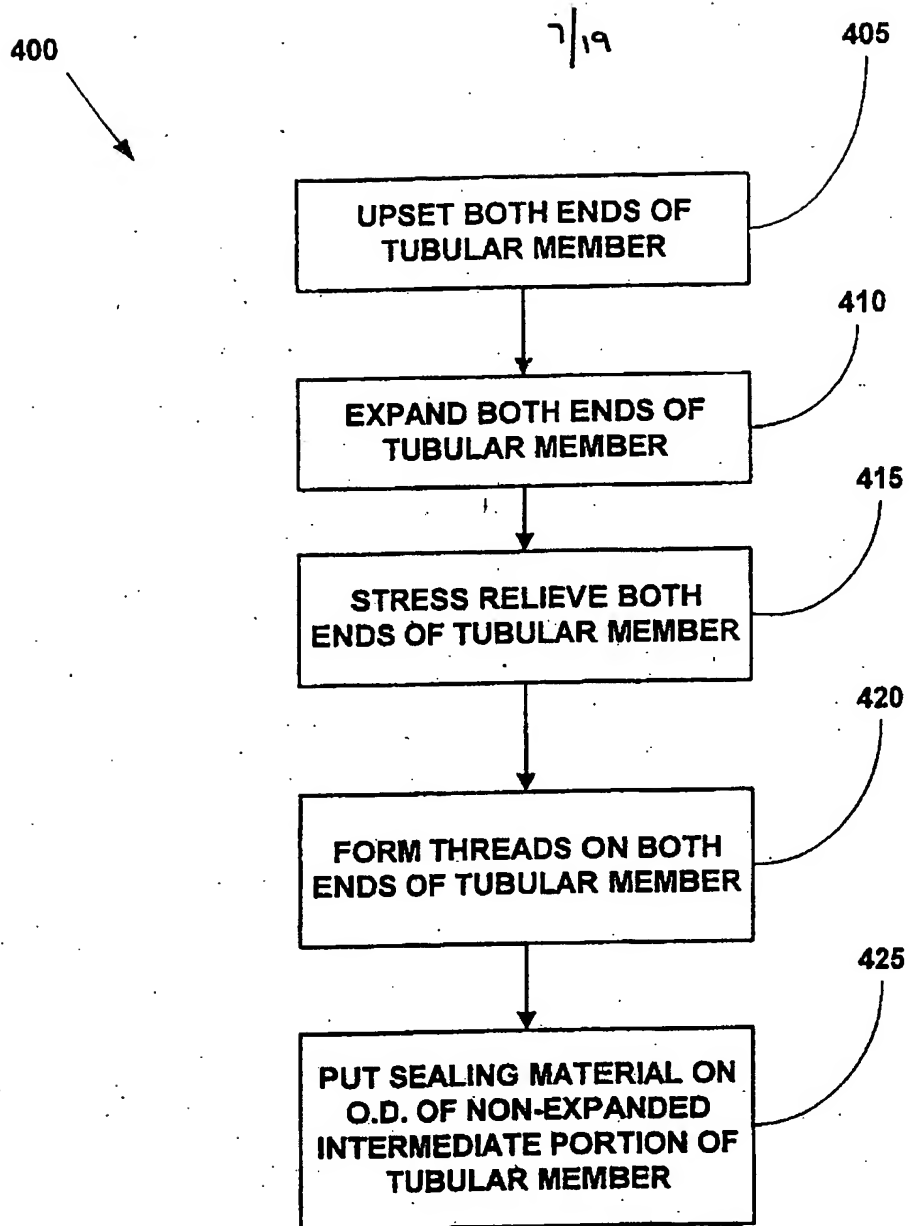 7/19
400
405
UPSET BOTH ENDS OF
TUBULAR MEMBER
410
EXPAND BOTH ENDS OF
TUBULAR MEMBER
415
STRESS RELIEVE BOTH
ENDS OF TUBULAR MEMBER
420
FORM THREADS ON BOTH
ENDS OF TUBULAR MEMBER
425
PUT SEALING MATERIAL ON
O.D. OF NON-EXPANDED
INTERMEDIATE PORTION OF
TUBULAR MEMBER